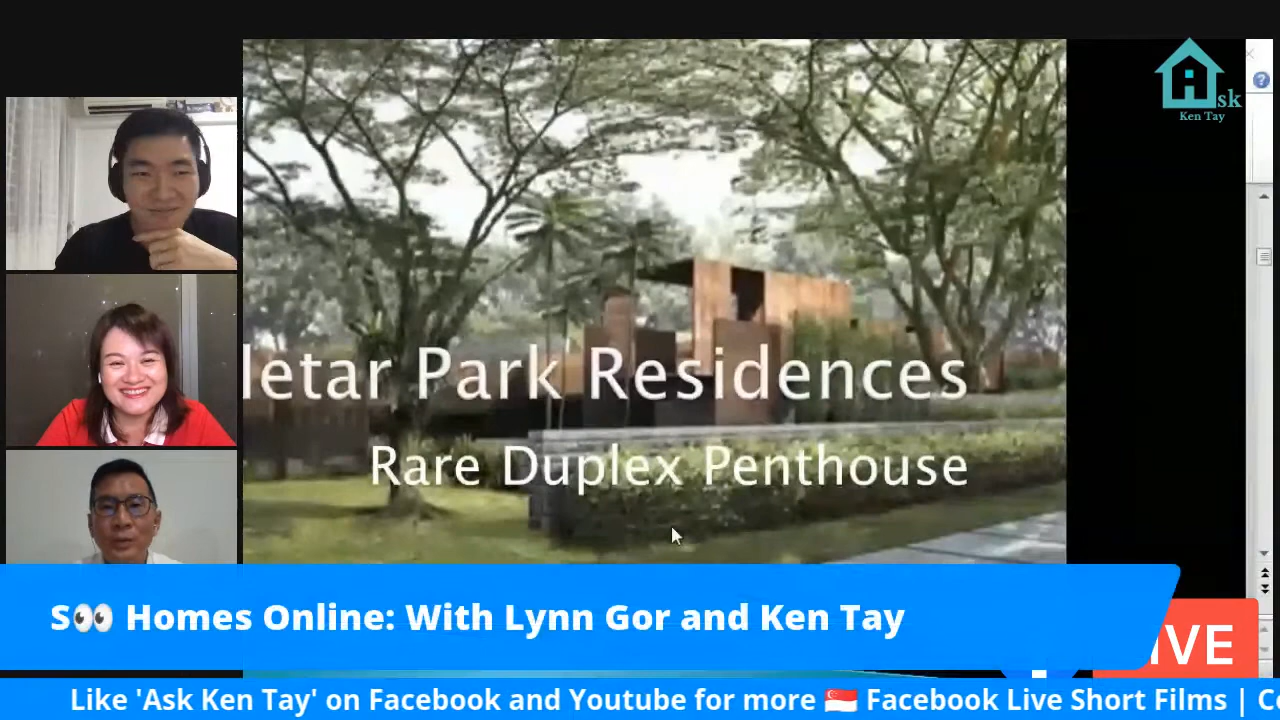 sk
Ken Tay
letar Park Residences
Rare Duplex Penthouse
S👀 Homes Online: With Lynn Gor and Ken Tay
IVE
Like 'Ask Ken Tay' on Facebook and Youtube for more 🇸🇬 Facebook Live Short Films | C